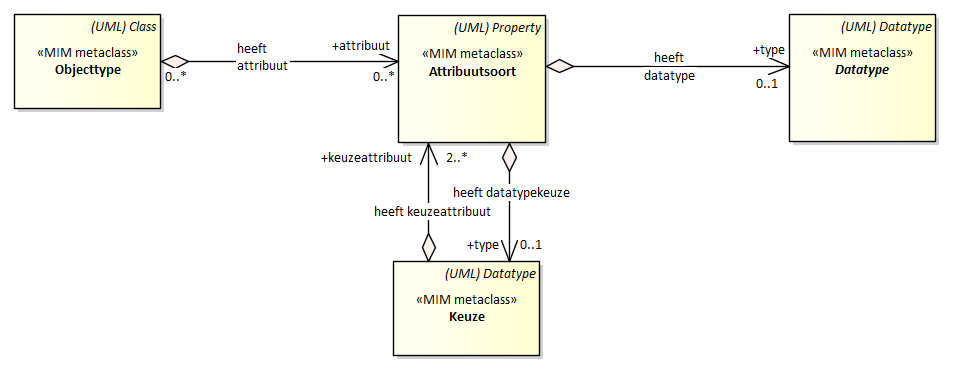 (UML) Class
«MIM metaclass»
Objecttype
heeft
attribuut
+attribuut
0..*
0..*
(UML) Property
«MIM metaclass»
Attribuutsoort
heeft
datatype
+type
0..1
(UML) Datatype
«MIM metaclass»
Datatype
+keuzeattribuut
2..*
heeft datatypekeuze
heeft keuzeattribuut
+type
0..1
(UML) Datatype
«MIM metaclass»
Keuze